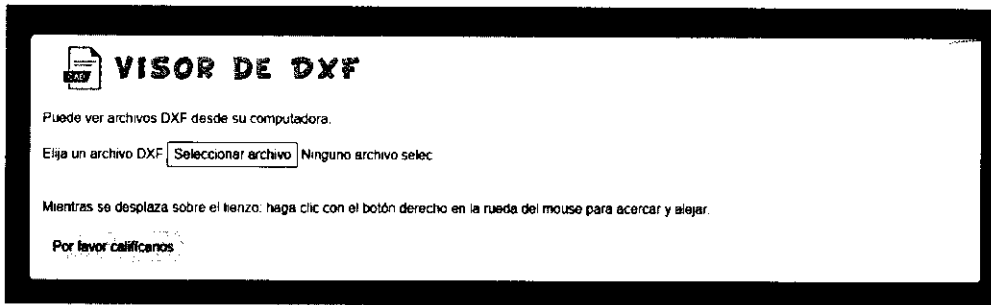 VISOR DE DXF
Puede ver archivos DXF desde su computadora.
Elija un archivo DXF Seleccionar archivo Ninguno archivo selec
Mientras se desplaza sobre el lienzo: haga clic con el botón derecho en la rueda del mouse para acercar y alejar.
Por favor califícanos